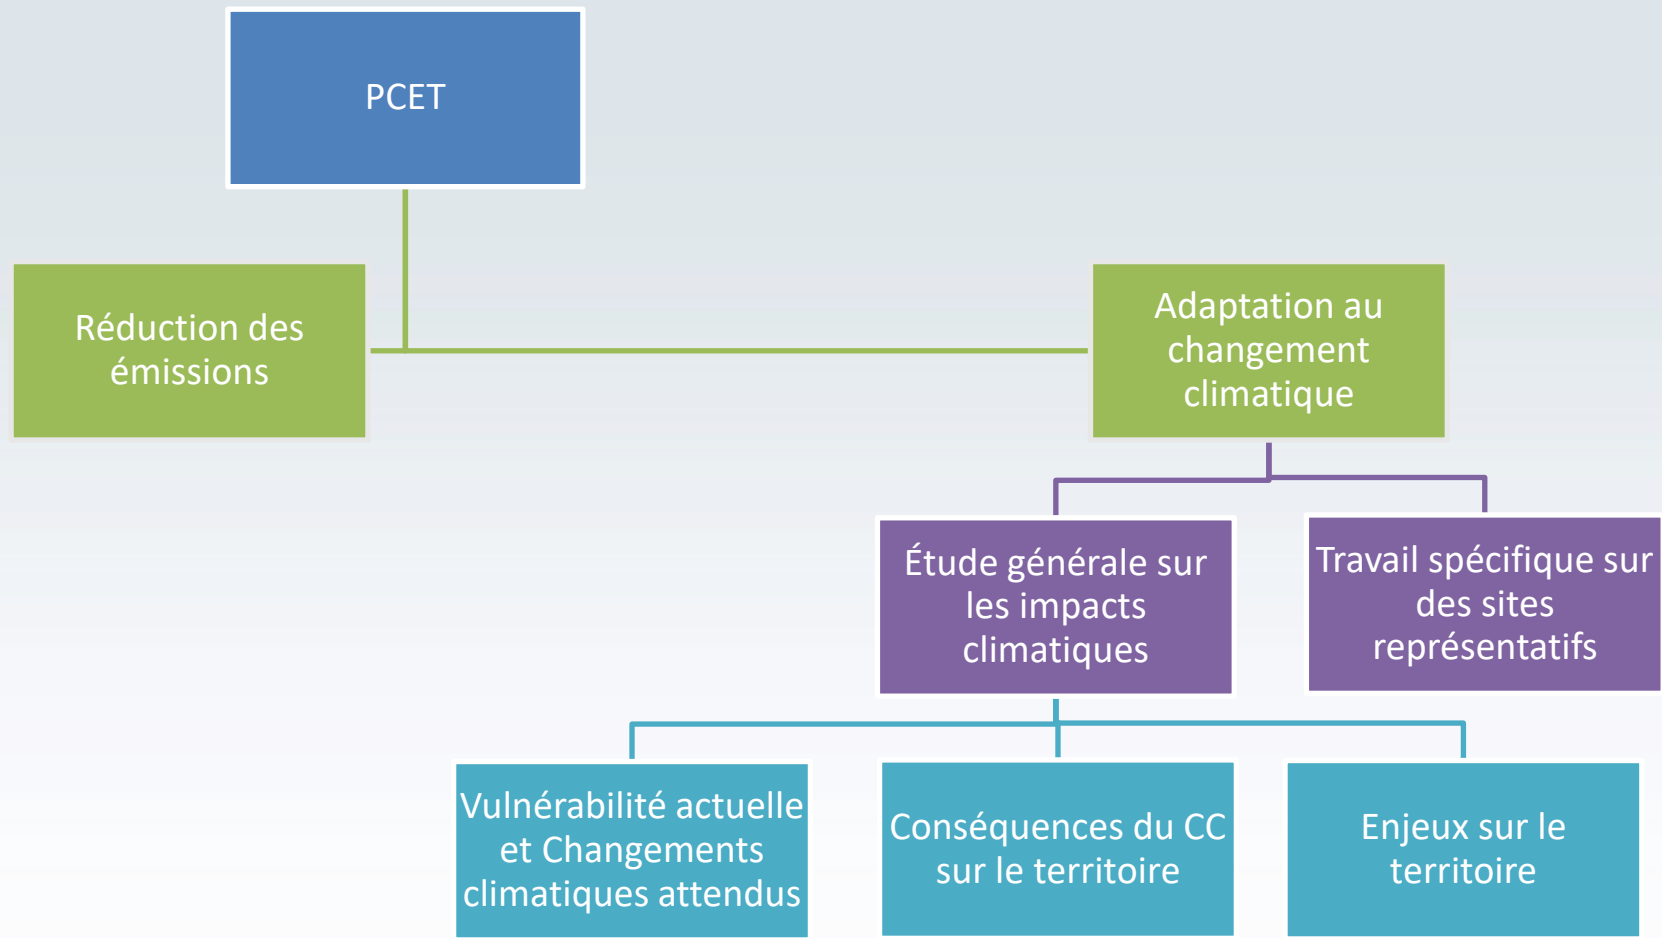 PCET
Réduction des
émissions
Adaptation au
changement
climatique
Étude générale sur
les impacts
climatiques
Travail spécifique sur
des sites
représentatifs
Vulnérabilité actuelle
et Changements
climatiques attendus
Conséquences du CC
sur le territoire
Enjeux sur le
territoire